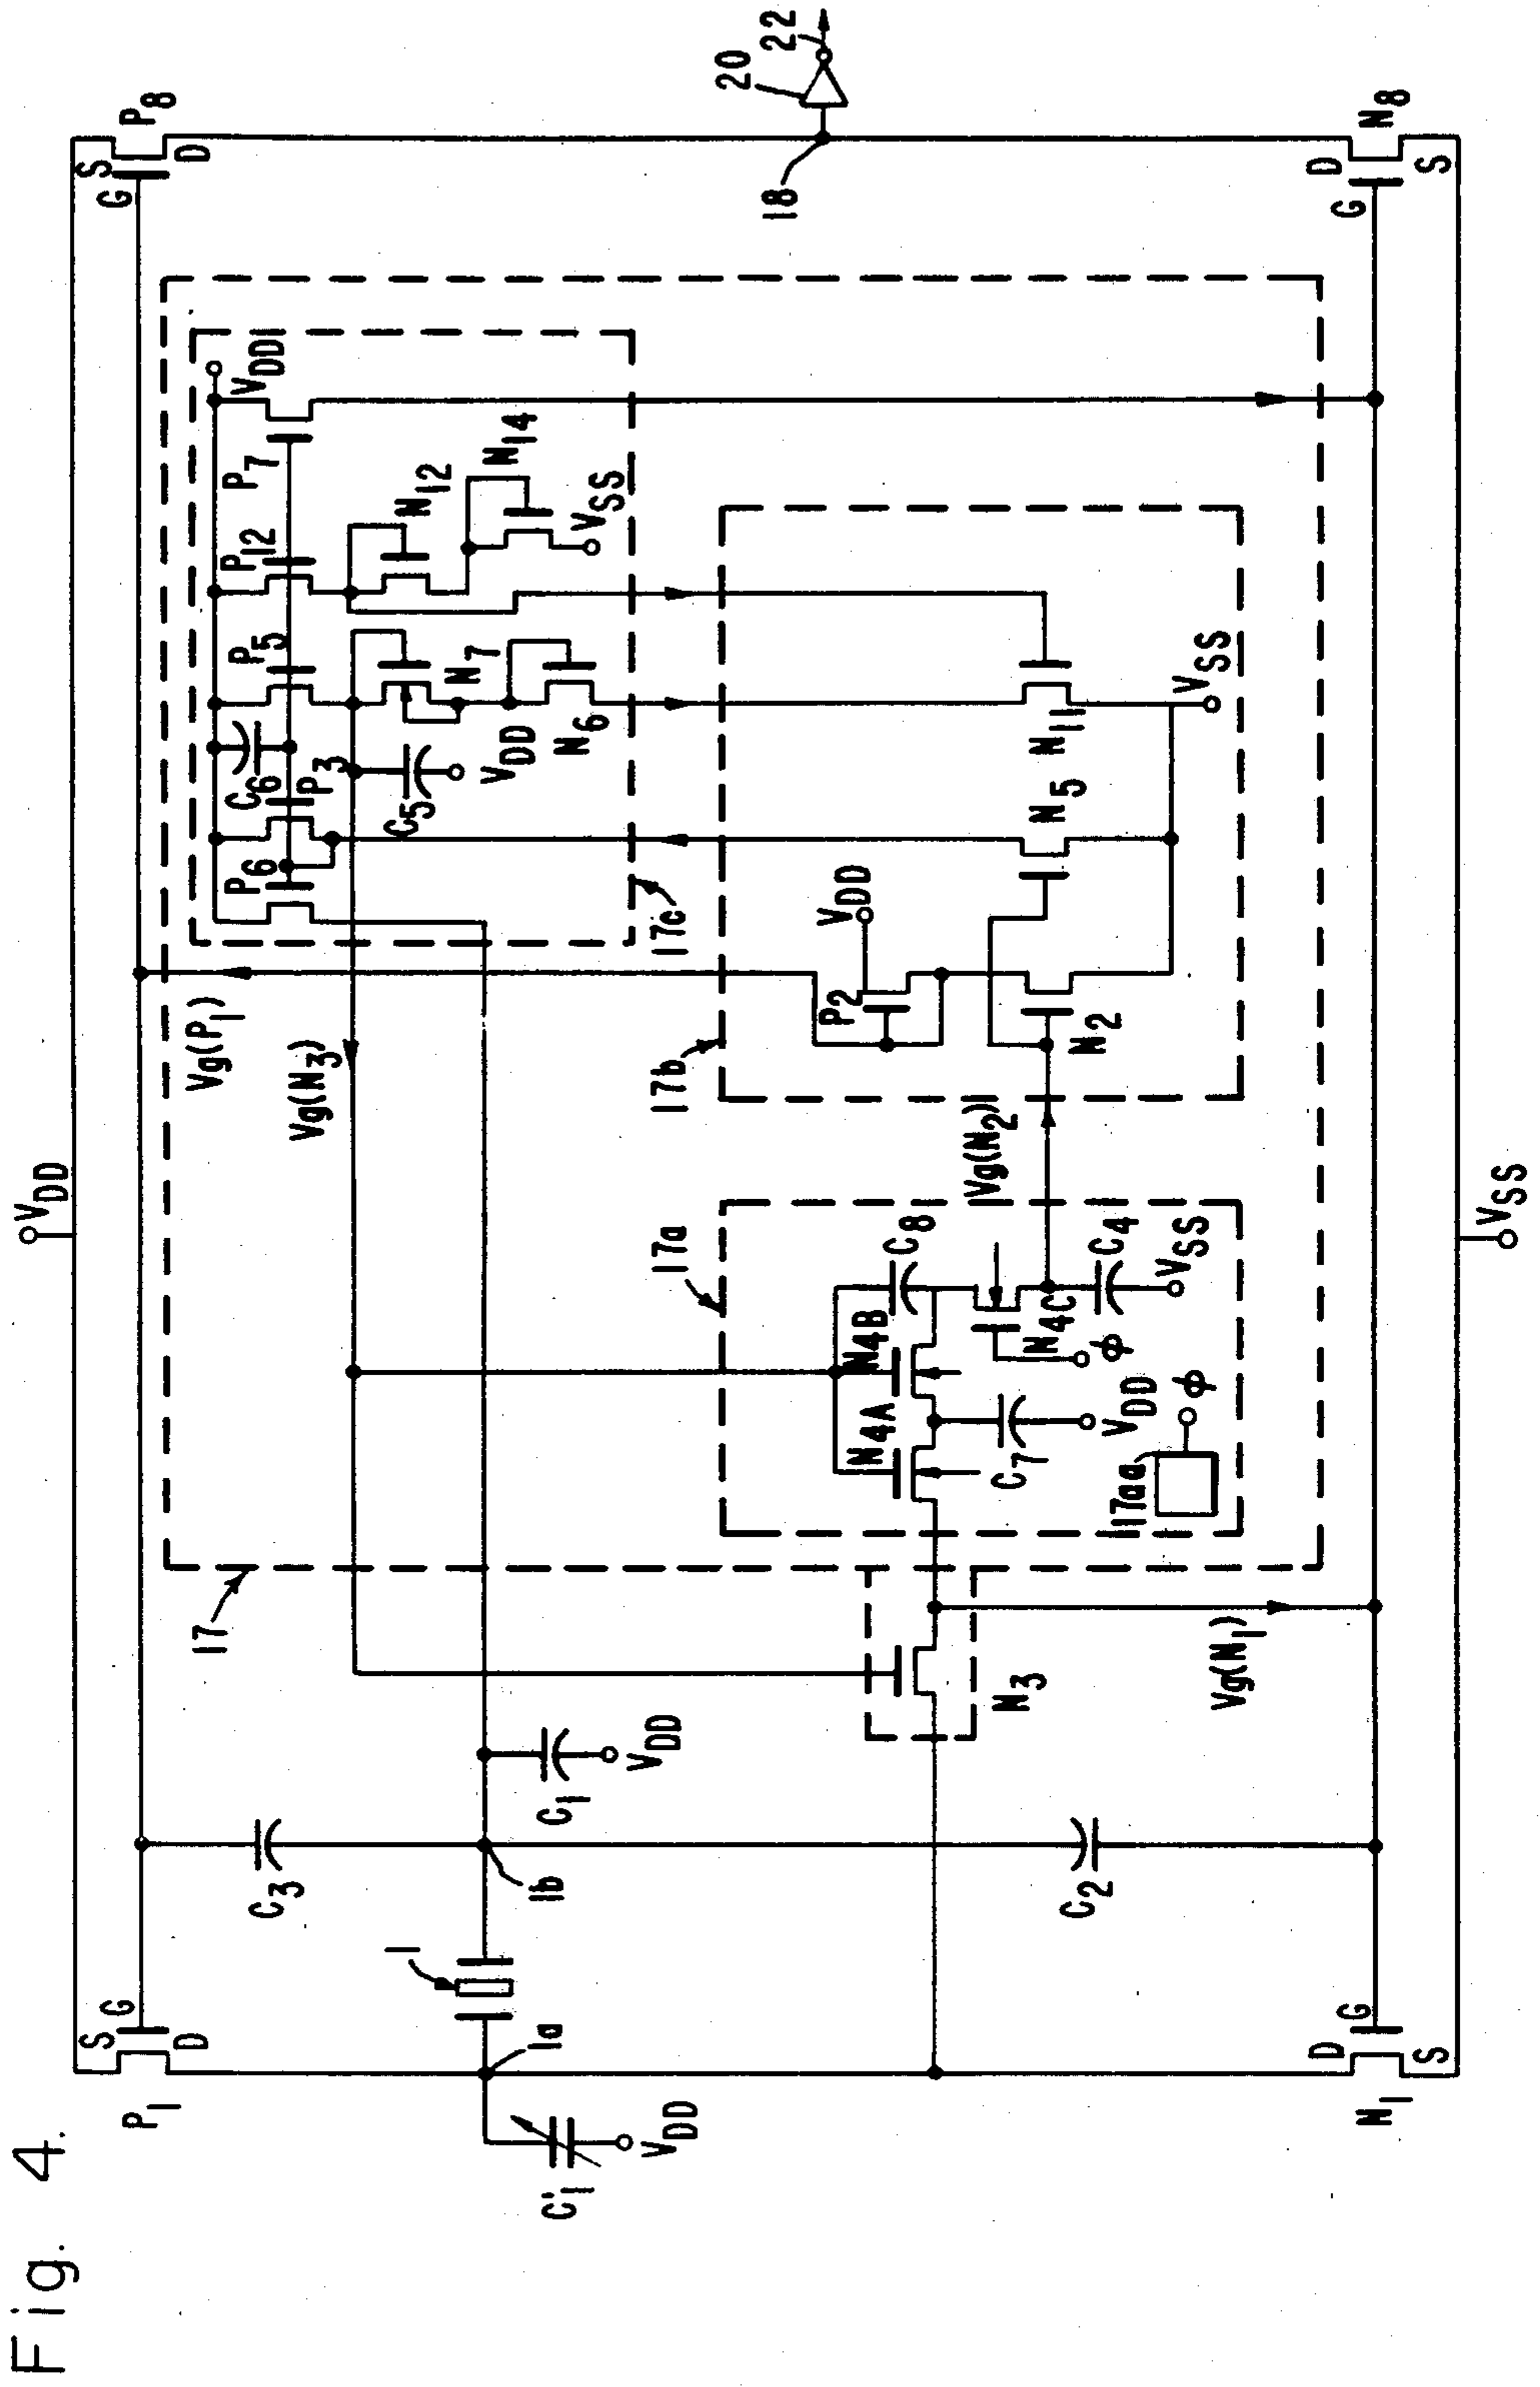 Fig. 4.
VDD
P1
S
G
D
Vg(P1)
G
S
D
P8
C3
17
Vg(N3)
P6
C6
P3
P5
P12
P7
VDD
N12
N14
VSS
N7
N6
C5
VDD
17c
1
1a
1b
C1
VDD
C'1
VDD
17a
N4A
N4B
C8
C7
VDD
N4C
φ
C4
VSS
17aa
φ
Vg(N2)
17b
P2
VDD
N2
N5
N11
VSS
N3
Vg(N1)
C2
18
20
22
N1
D
G
S
G
D
S
N8
VSS